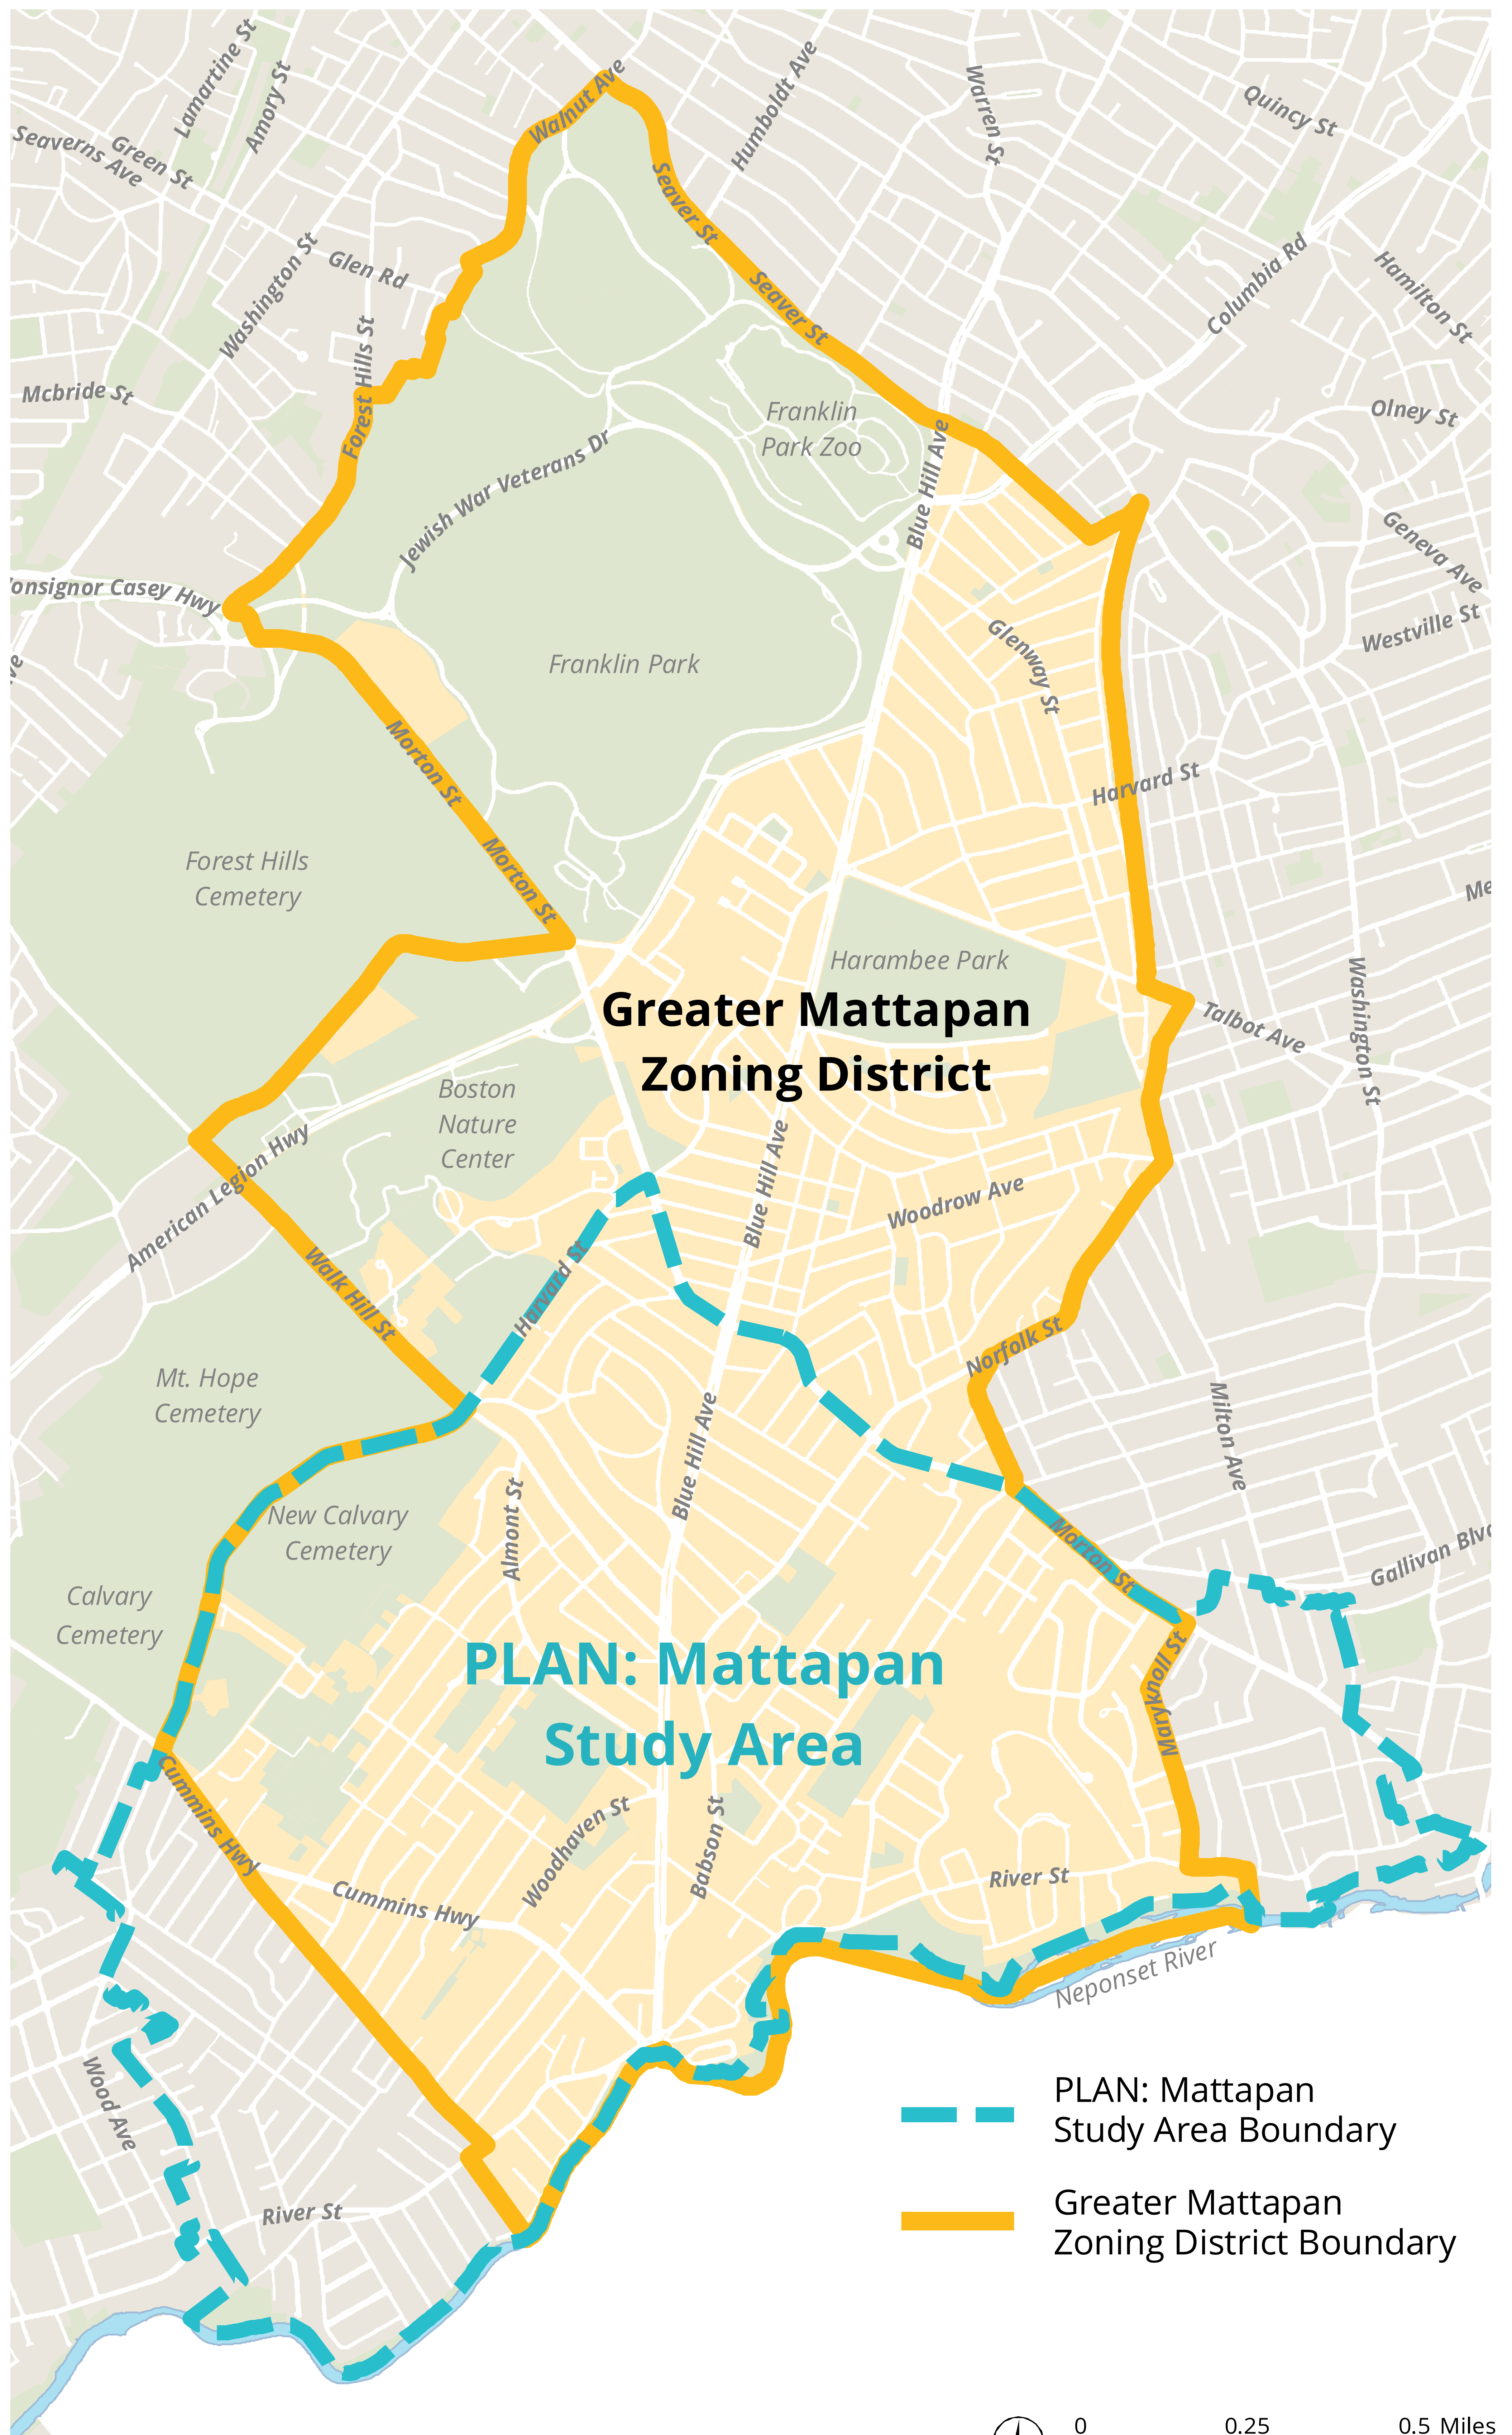 Lamartine St
Amory St
Seaverns Ave
Green St
Walnut Ave
Humboldt Ave
Warren St
Quincy St
Seaver St
Seaver St
Washington St
Glen Rd
Columbia Rd
Hamilton St
Forest Hills St
Mcbride St
Franklin
Park Zoo
Olney St
Blue Hill Ave
Jewish War Veterans Dr
Geneva Ave
onsignor Casey Hwy
Westville St
Glenway St
Franklin Park
ve
Morton St
Harvard St
Morton St
Forest Hills
Cemetery
Me
Harambee Park
Greater Mattapan
Zoning District
Talbot Ave
Washington St
Boston
Nature
Center
American Legion Hwy
Blue Hill Ave
Woodrow Ave
Walk Hill St
Harvard St
Norfolk St
Mt. Hope
Cemetery
Milton Ave
Blue Hill Ave
Almont St
New Calvary
Cemetery
Morton St
Gallivan Blvd
Calvary
Cemetery
PLAN: Mattapan
Study Area
Maryknoll St
Cummins Hwy
Woodhaven St
Babson St
Cummins Hwy
River St
Neponset River
Wood Ave
River St
PLAN: Mattapan
Study Area Boundary
Greater Mattapan
Zoning District Boundary
0 0.25 0.5 Miles